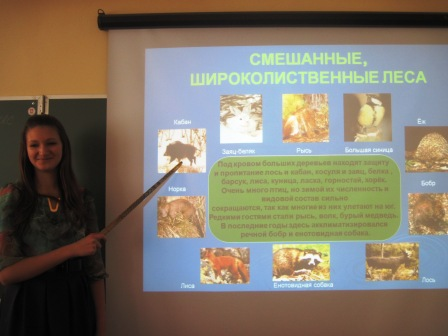 СМЕШАННЫЕ,
ШИРОКОЛИСТВЕННЫЕ ЛЕСА
Кабан
Заяц-беляк
Рысь
Большая синица
Ёж
Норка
Бобр
Под кровом больших деревьев находят защиту
и пропитание лось и кабан, косуля и заяц, белка ,
барсук, лиса, куница, ласка, горностай, хорёк.
Очень много птиц, но зимой их численность и
видовой состав сильно
сокращаются, так как многие из них улетают на юг.
Редкими гостями стали рысь, волк, бурый медведь.
В последние годы здесь акклиматизировался
речной бобр и енотовидная собака.
Лиса
Енотовидная собака
Лось